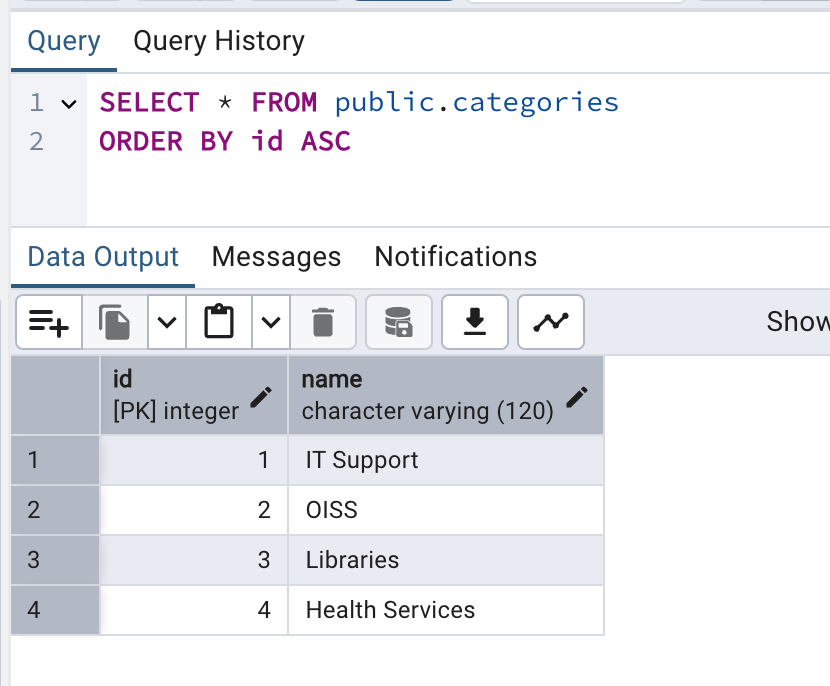 Query Query History
1 SELECT * FROM public.categories
2 ORDER BY id ASC
Data Output Messages Notifications
Show
id name
[PK] integer character varying (120)
1 1 IT Support
2 2 OISS
3 3 Libraries
4 4 Health Services